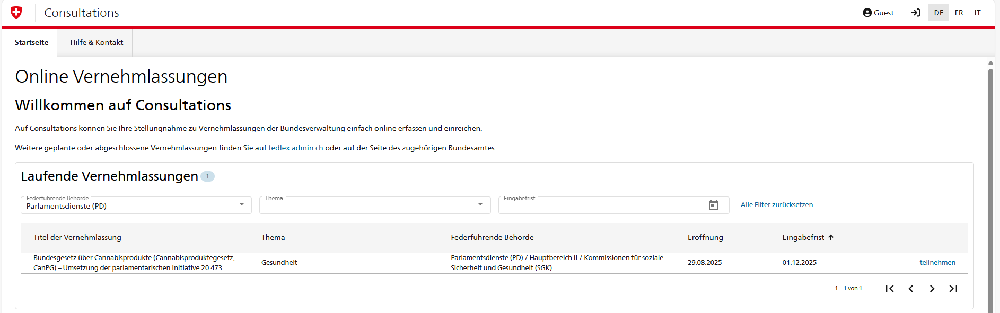 Consultations
Guest
DE FR IT
Startseite Hilfe & Kontakt
Online Vernehmlassungen
Willkommen auf Consultations
Auf Consultations können Sie Ihre Stellungnahme zu Vernehmlassungen der Bundesverwaltung einfach online erfassen und einreichen.
Weitere geplante oder abgeschlossene Vernehmlassungen finden Sie auf fedlex.admin.ch oder auf der Seite des zugehörigen Bundesamtes.
Laufende Vernehmlassungen 1
Federführende Behörde
Parlamentsdienste (PD)
Thema
Eingabefrist
Alle Filter zurücksetzen
Titel der Vernehmlassung Thema Federführende Behörde Eröffnung Eingabefrist
Bundesgesetz über Cannabisprodukte (Cannabisproduktegesetz,
CanPG) – Umsetzung der parlamentarischen Initiative 20.473
Gesundheit
Parlamentsdienste (PD) / Hauptbereich II / Kommissionen für soziale
Sicherheit und Gesundheit (SGK)
29.08.2025
01.12.2025
teilnehmen
1 – 1 von 1